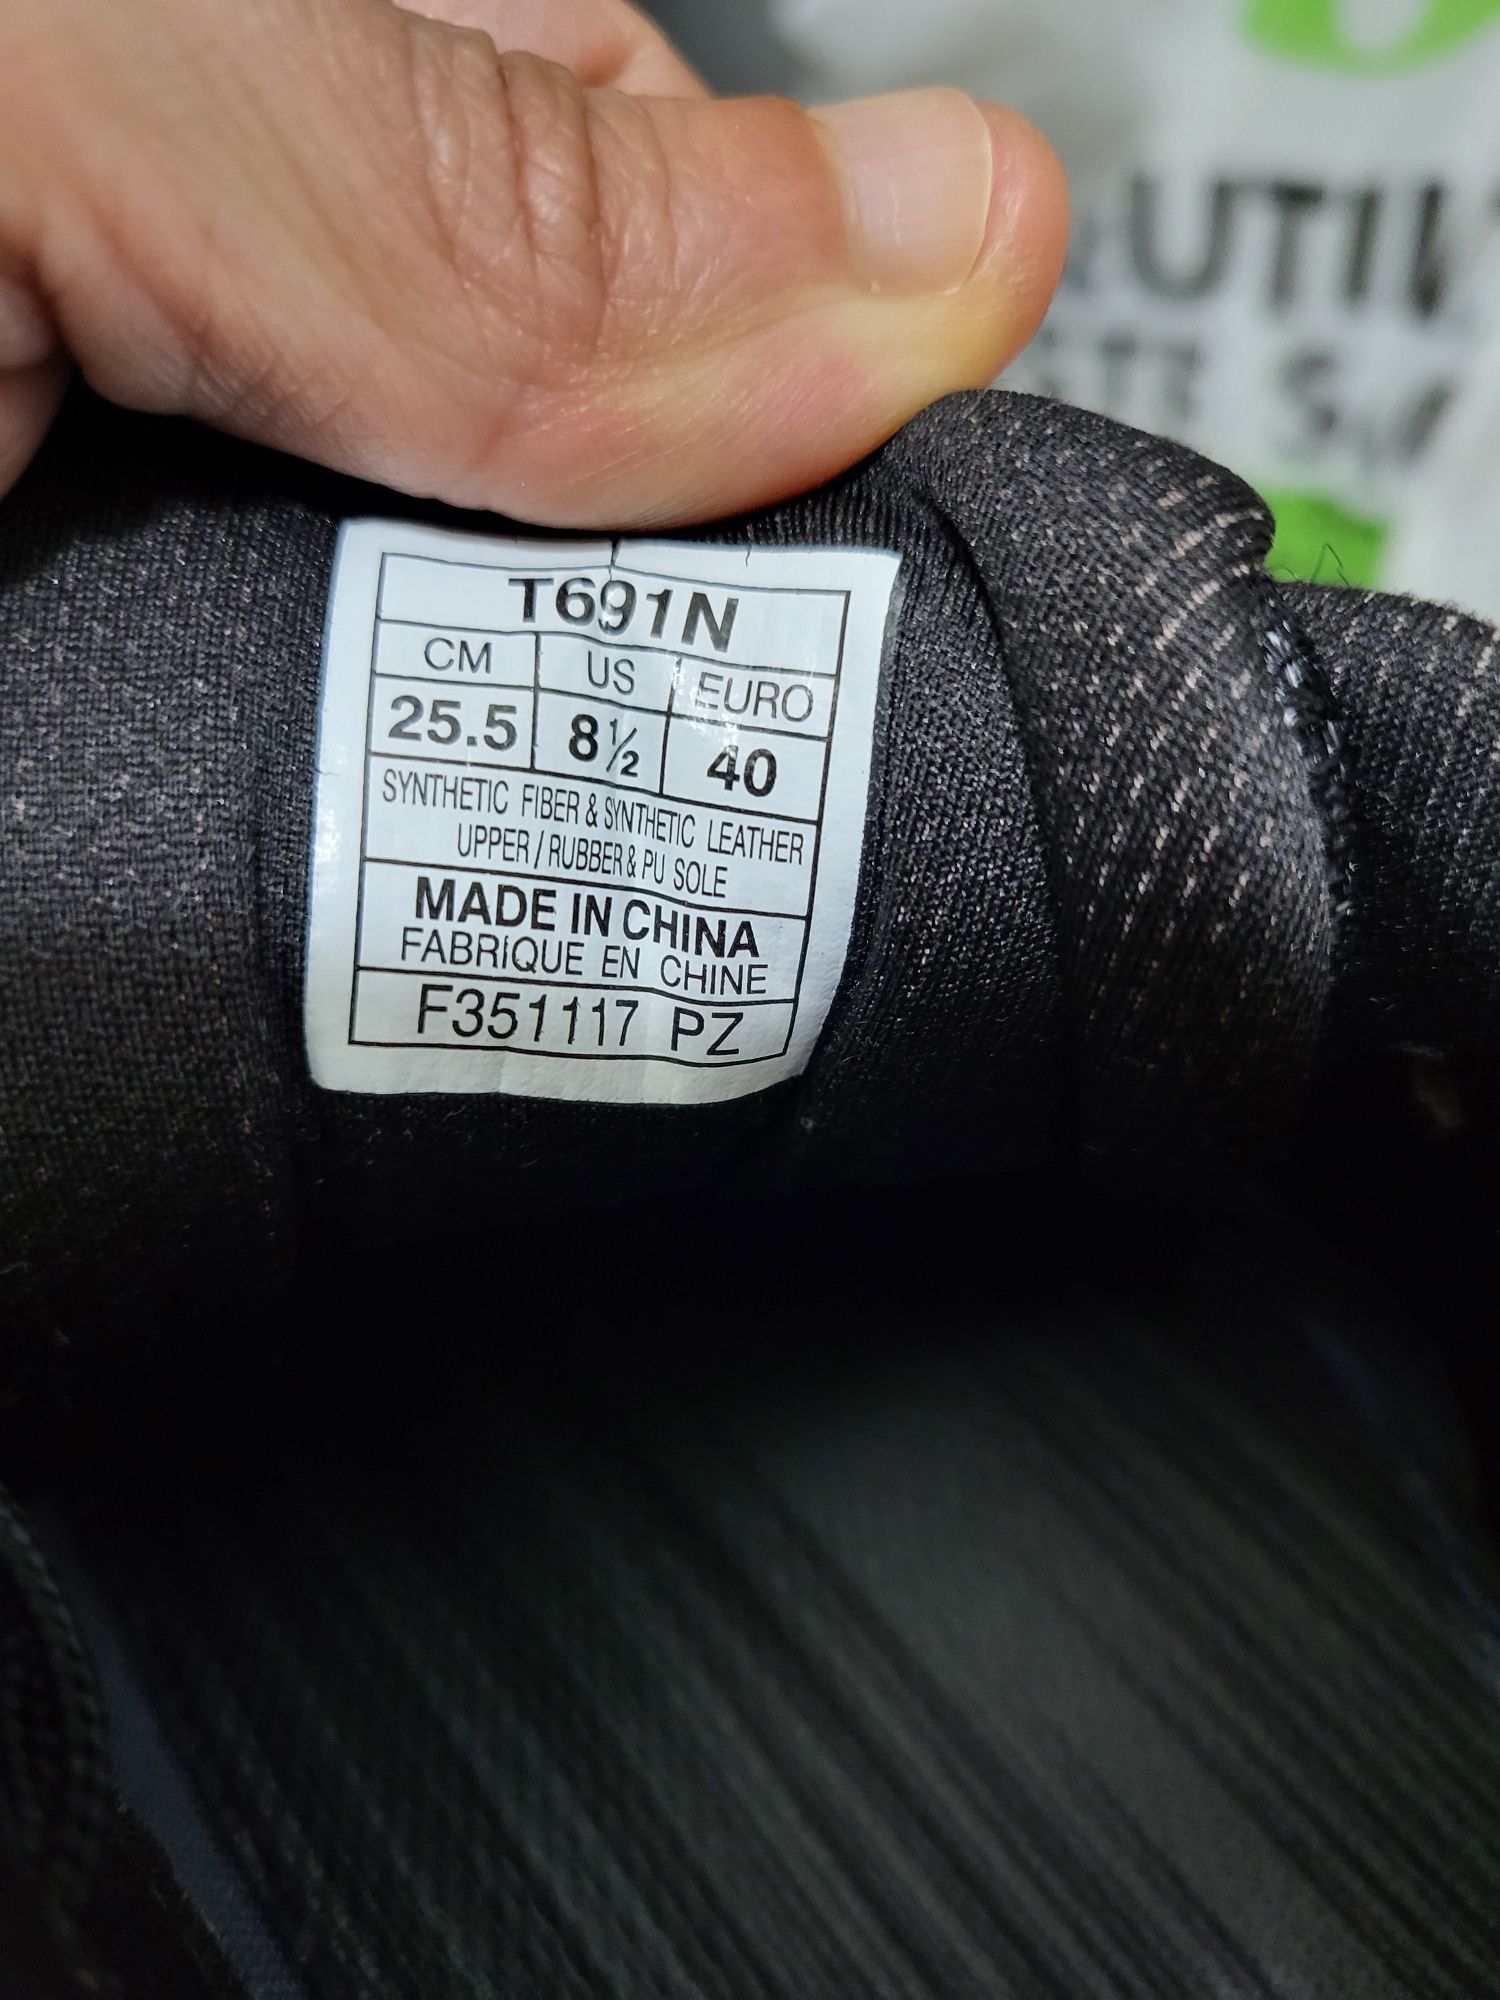 T691N
CM US EURO
25.5 8½ 40
SYNTHETIC FIBER & SYNTHETIC LEATHER
UPPER / RUBBER & PU SOLE
MADE IN CHINA
FABRIQUE EN CHINE
F351117 PZ